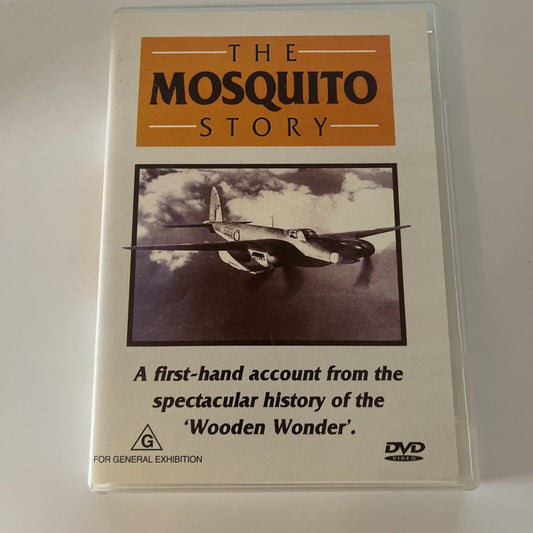 THE
MOSQUITO
STORY
A first-hand account from the
spectacular history of the
‘Wooden Wonder’.
G
FOR GENERAL EXHIBITION
DVD
VIDEO